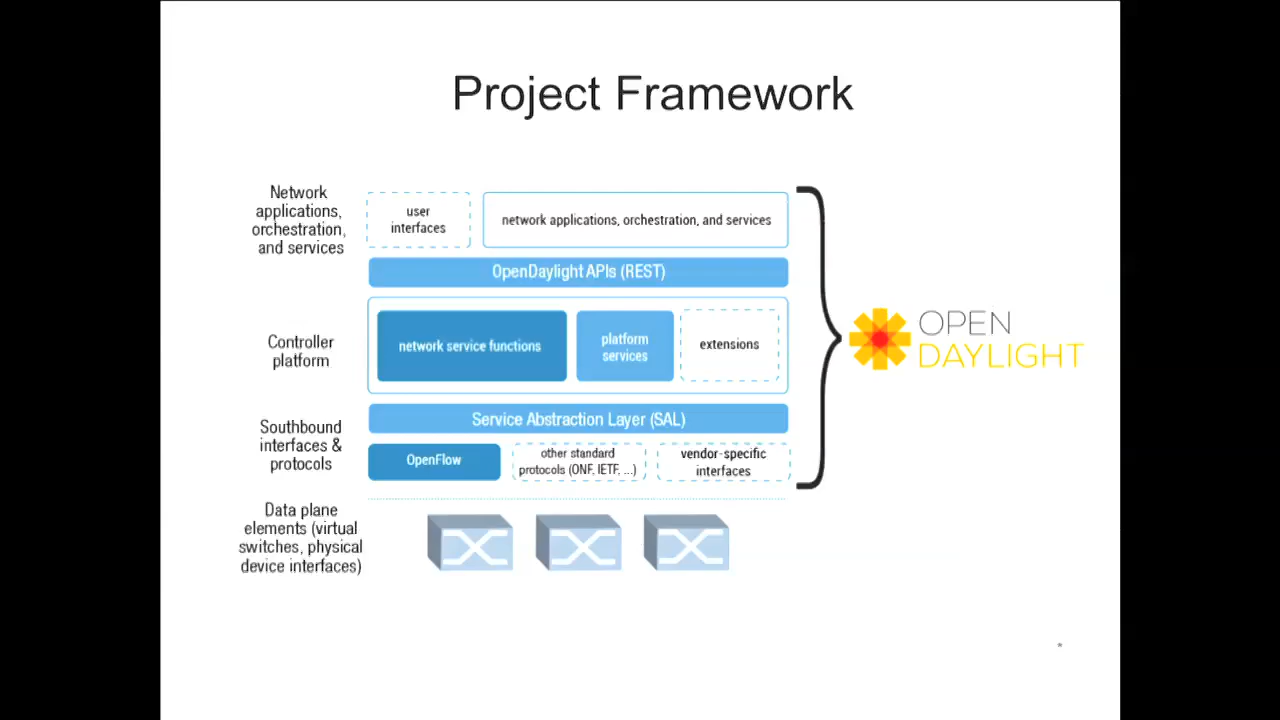 Project Framework
Network
applications,
orchestration,
and services
user
interfaces
network applications, orchestration, and services
OpenDaylight APIs (REST)
Controller
platform
network service functions
platform
services
extensions
OPEN
DAYLIGHT
Service Abstraction Layer (SAL)
Southbound
interfaces &
protocols
OpenFlow
other standard
protocols (ONF, IETF, ...)
vendor-specific
interfaces
Data plane
elements (virtual
switches, physical
device interfaces)
*